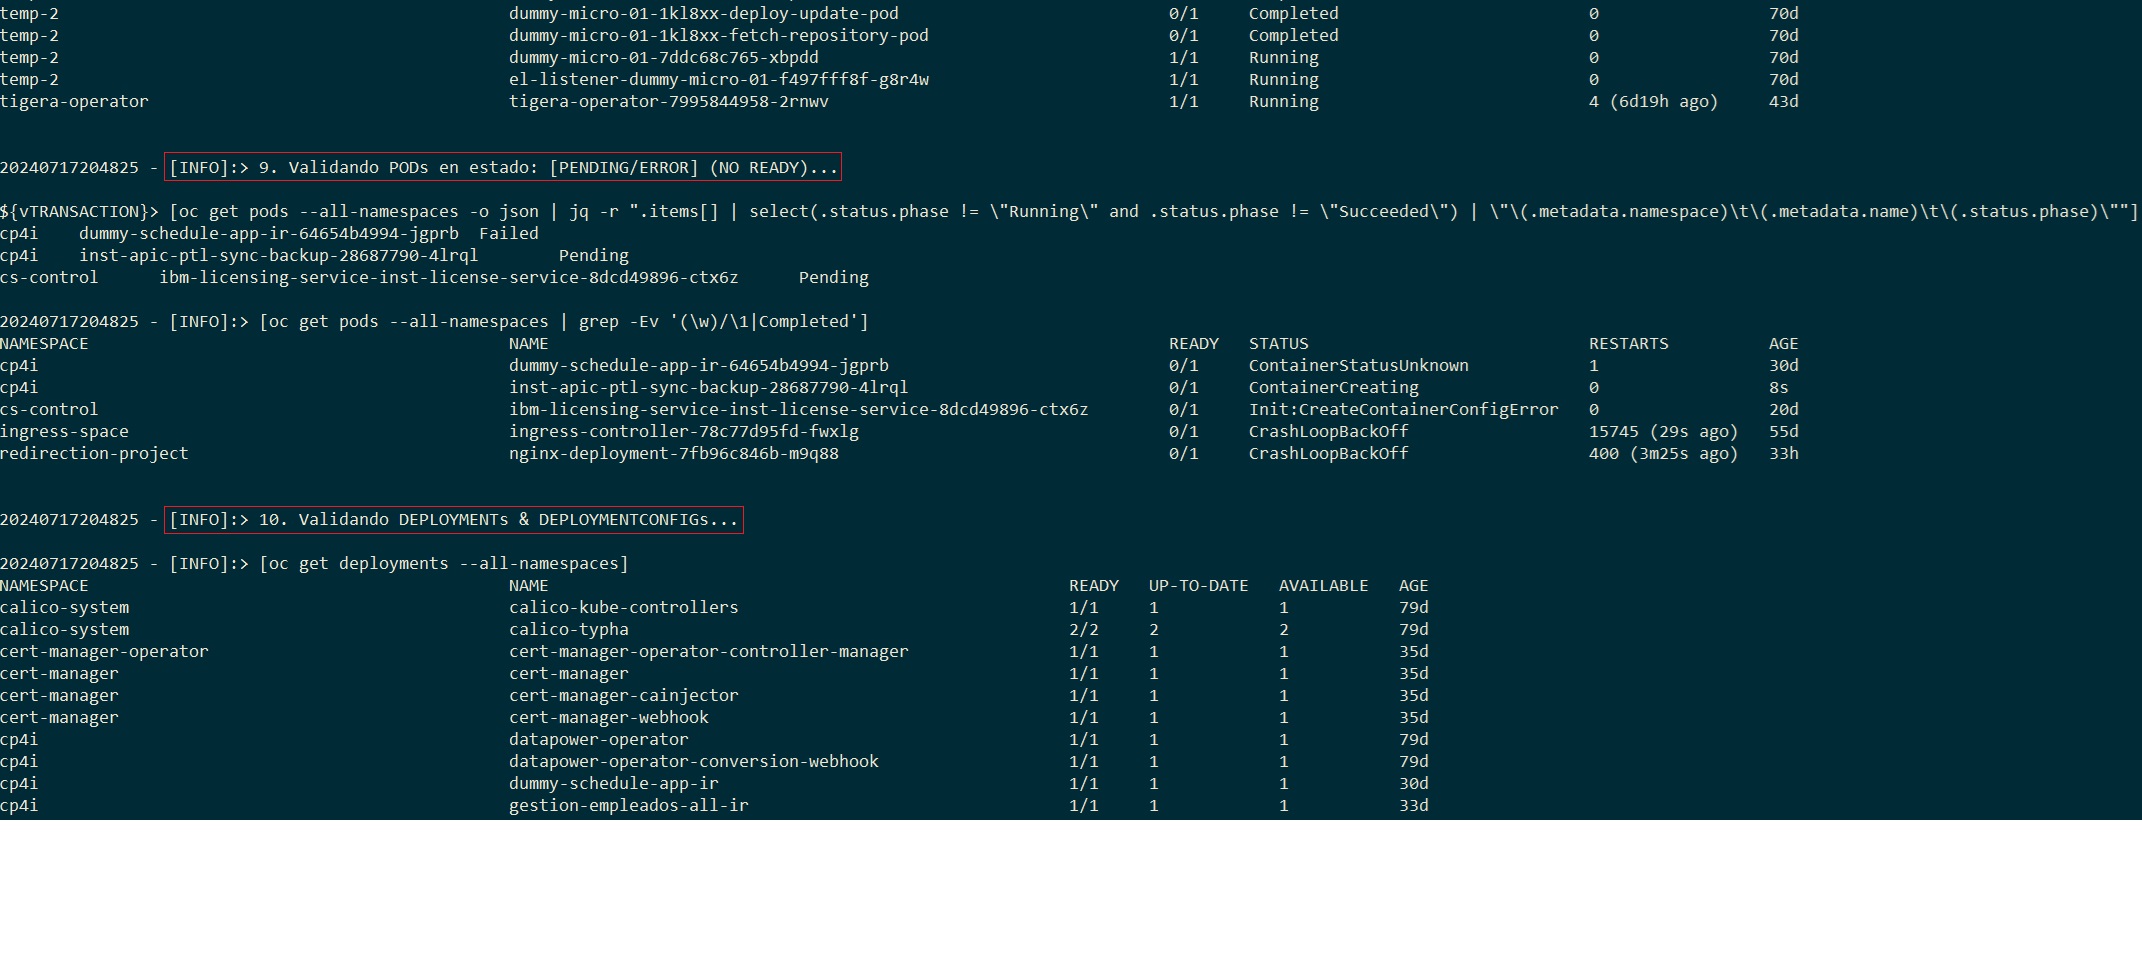 temp-2 dummy-micro-01-1kl8xx-deploy-update-pod 0/1 Completed 0 70d
temp-2 dummy-micro-01-1kl8xx-fetch-repository-pod 0/1 Completed 0 70d
temp-2 dummy-micro-01-7ddc68c765-xbpdd 1/1 Running 0 70d
temp-2 el-listener-dummy-micro-01-f497fff8f-g8r4w 1/1 Running 0 70d
tigera-operator tigera-operator-7995844958-2rnwv 1/1 Running 4 (6d19h ago) 43d
20240717204825 - [INFO]:> 9. Validando PODs en estado: [PENDING/ERROR] (NO READY)...
${vTRANSACTION}> [oc get pods --all-namespaces -o json | jq -r ".items[] | select(.status.phase != \"Running\" and .status.phase != \"Succeeded\") | \"\(.metadata.namespace)\t\(.metadata.name)\t\(.status.phase)\""]
cp4i dummy-schedule-app-ir-64654b4994-jgprb Failed
cp4i inst-apic-ptl-sync-backup-28687790-4lrql Pending
cs-control ibm-licensing-service-inst-license-service-8dcd49896-ctx6z Pending
20240717204825 - [INFO]:> [oc get pods --all-namespaces | grep -Ev '(\w)/\1|Completed']
NAMESPACE NAME READY STATUS RESTARTS AGE
cp4i dummy-schedule-app-ir-64654b4994-jgprb 0/1 ContainerStatusUnknown 1 30d
cp4i inst-apic-ptl-sync-backup-28687790-4lrql 0/1 ContainerCreating 0 8s
cs-control ibm-licensing-service-inst-license-service-8dcd49896-ctx6z 0/1 Init:CreateContainerConfigError 0 20d
ingress-space ingress-controller-78c77d95fd-fwxlg 0/1 CrashLoopBackOff 15745 (29s ago) 55d
redirection-project nginx-deployment-7fb96c846b-m9q88 0/1 CrashLoopBackOff 400 (3m25s ago) 33h
20240717204825 - [INFO]:> 10. Validando DEPLOYMENTs & DEPLOYMENTCONFIGs...
20240717204825 - [INFO]:> [oc get deployments --all-namespaces]
NAMESPACE NAME READY UP-TO-DATE AVAILABLE AGE
calico-system calico-kube-controllers 1/1 1 1 79d
calico-system calico-typha 2/2 2 2 79d
cert-manager-operator cert-manager-operator-controller-manager 1/1 1 1 35d
cert-manager cert-manager 1/1 1 1 35d
cert-manager cert-manager-cainjector 1/1 1 1 35d
cert-manager cert-manager-webhook 1/1 1 1 35d
cp4i datapower-operator 1/1 1 1 79d
cp4i datapower-operator-conversion-webhook 1/1 1 1 79d
cp4i dummy-schedule-app-ir 1/1 1 1 30d
cp4i gestion-empleados-all-ir 1/1 1 1 33d